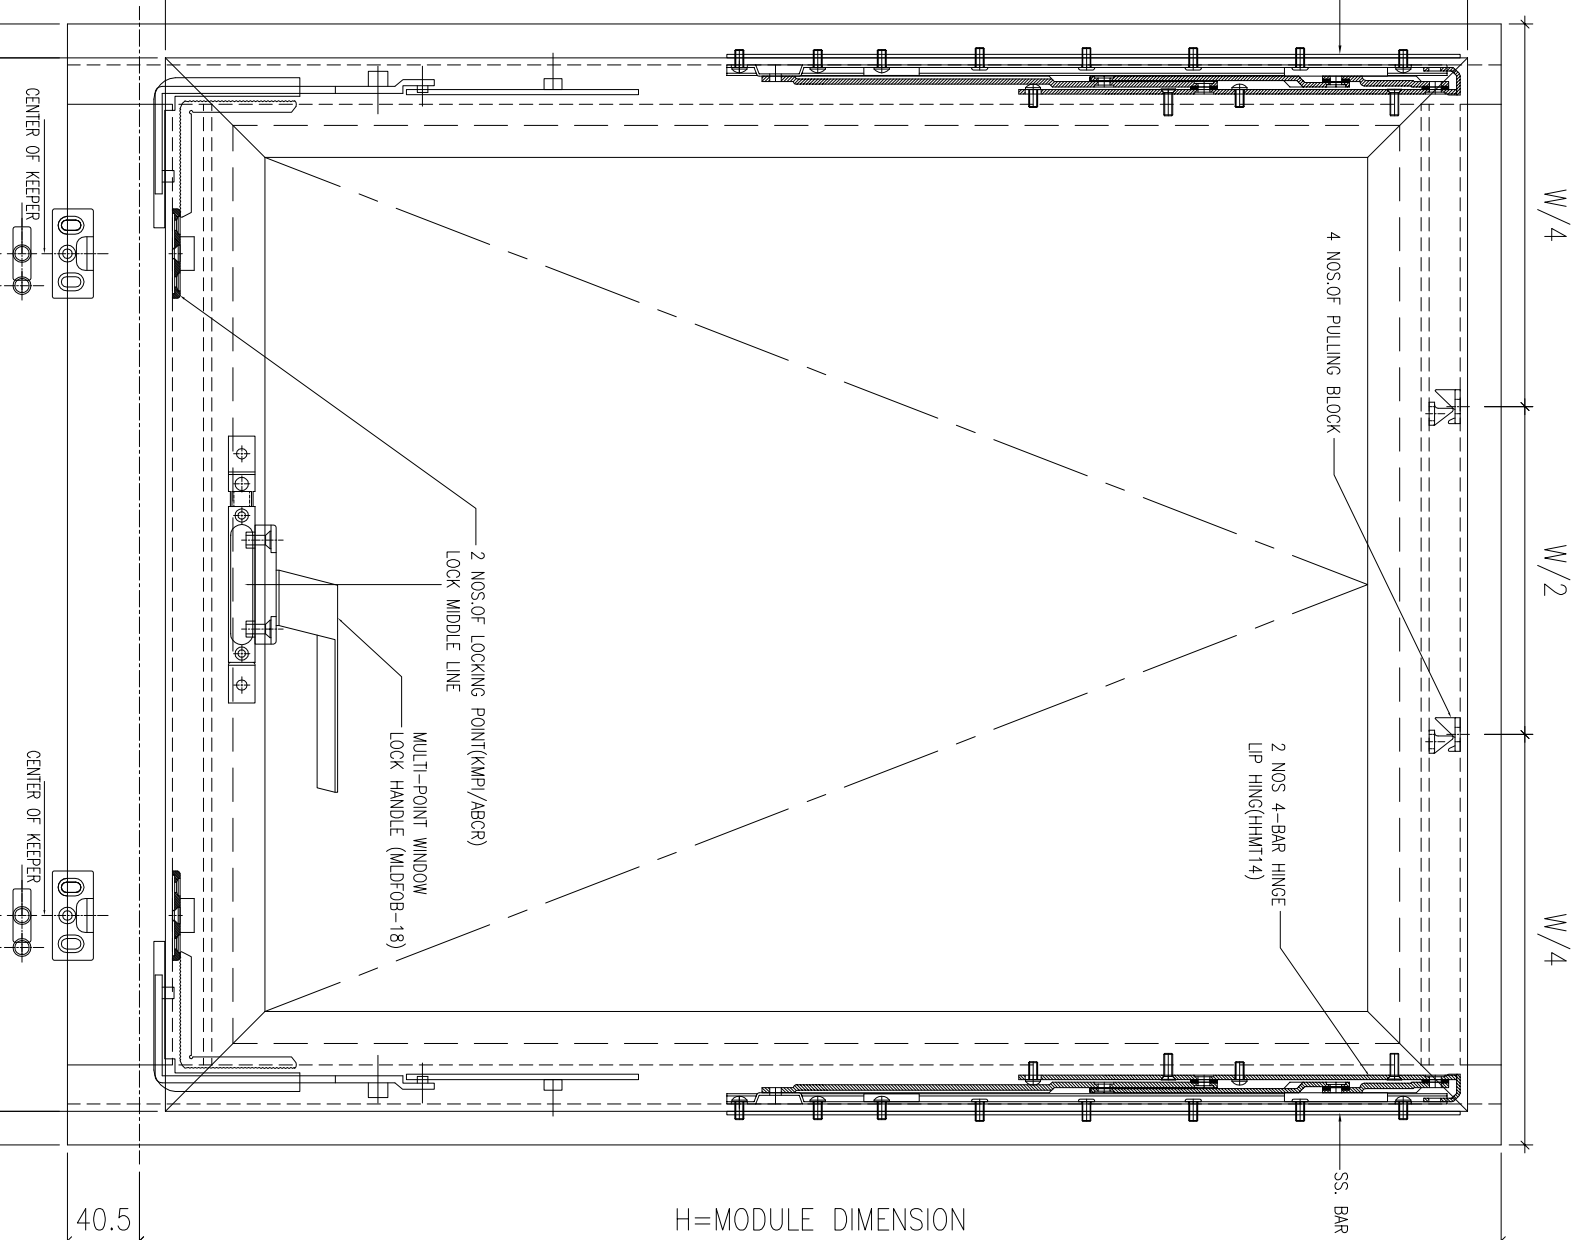 W/4
W/2
W/4
4 NOS.OF PULLING BLOCK
2 NOS 4-BAR HINGE
LIP HING(HHMT14)
SS. BAR
2 NOS.OF LOCKING POINT(KMPI/ABCR)
LOCK MIDDLE LINE
MULTI-POINT WINDOW
LOCK HANDLE (MLDFOB-18)
CENTER OF KEEPER
CENTER OF KEEPER
40.5
H=MODULE DIMENSION